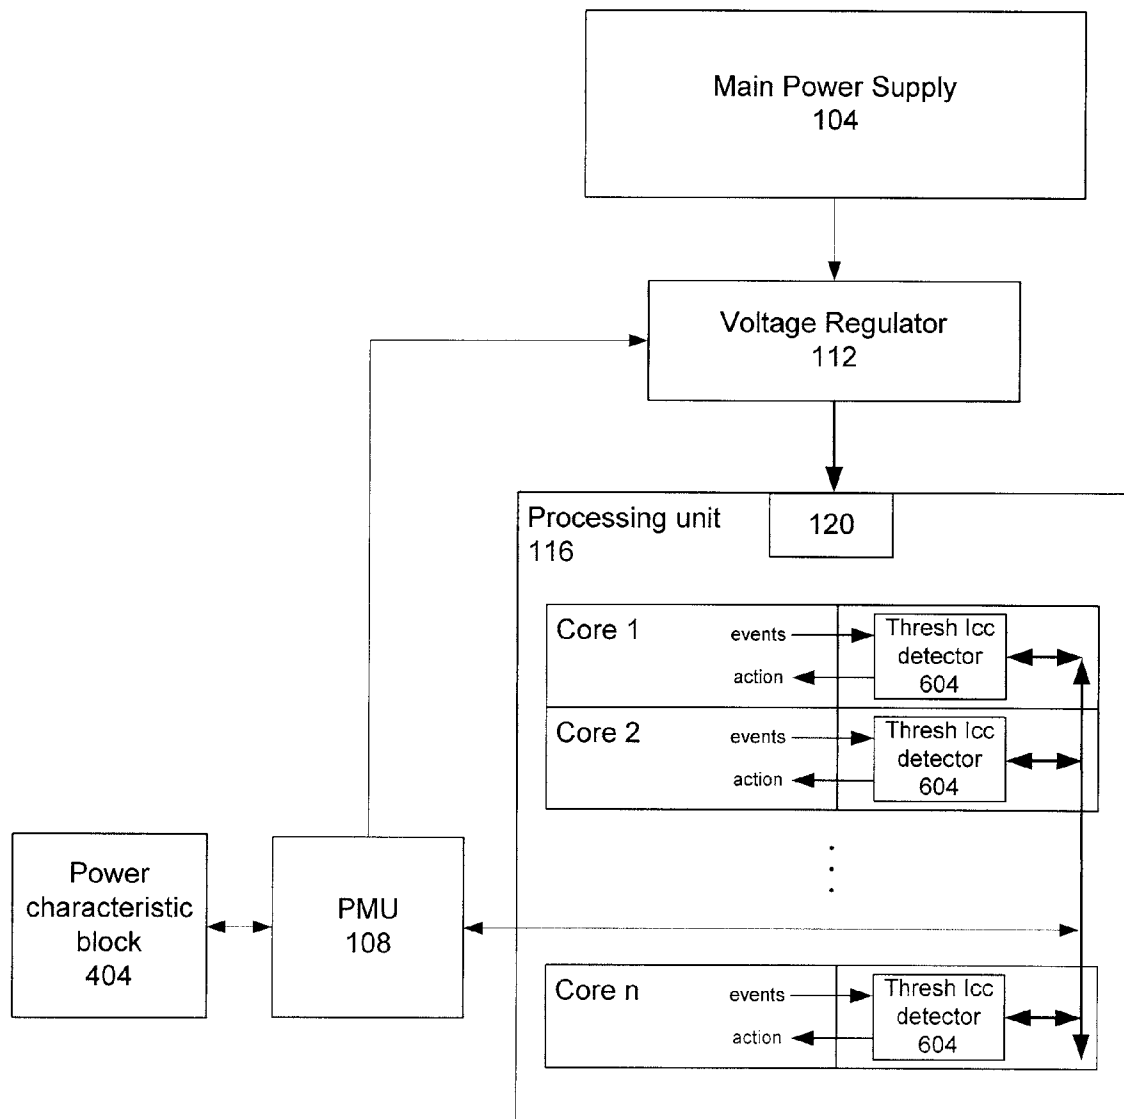 Main Power Supply
104
Voltage Regulator
112
Processing unit
116
120
Core 1
events
action
Thresh Icc
detector
604
Core 2
events
action
Thresh Icc
detector
604
Power
characteristic
block
404
PMU
108
Core n
events
action
Thresh Icc
detector
604